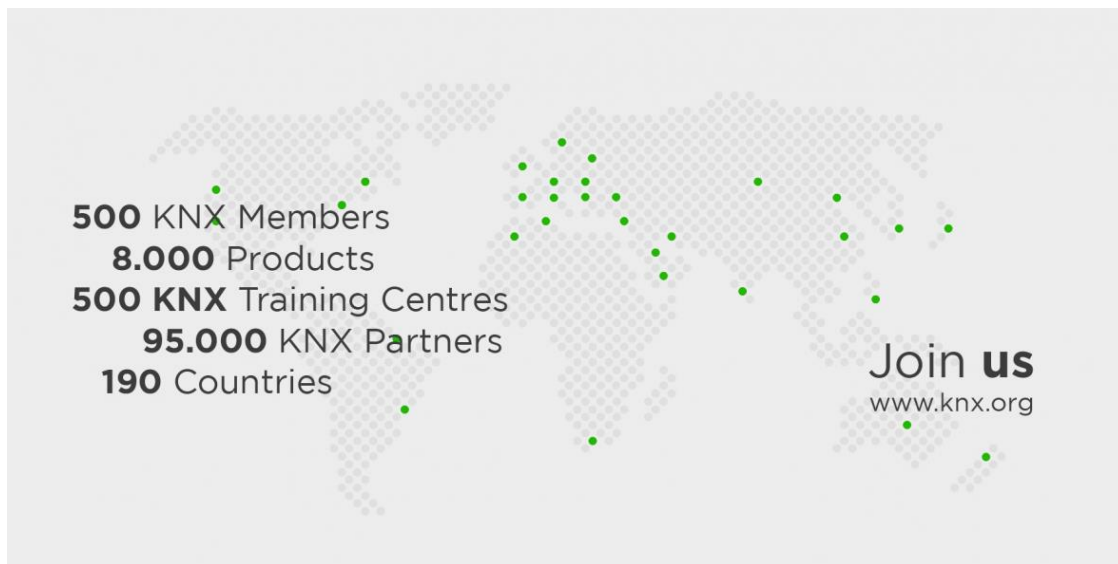 500 KNX Members
8.000 Products
500 KNX Training Centres
95.000 KNX Partners
190 Countries
Join us
www.knx.org